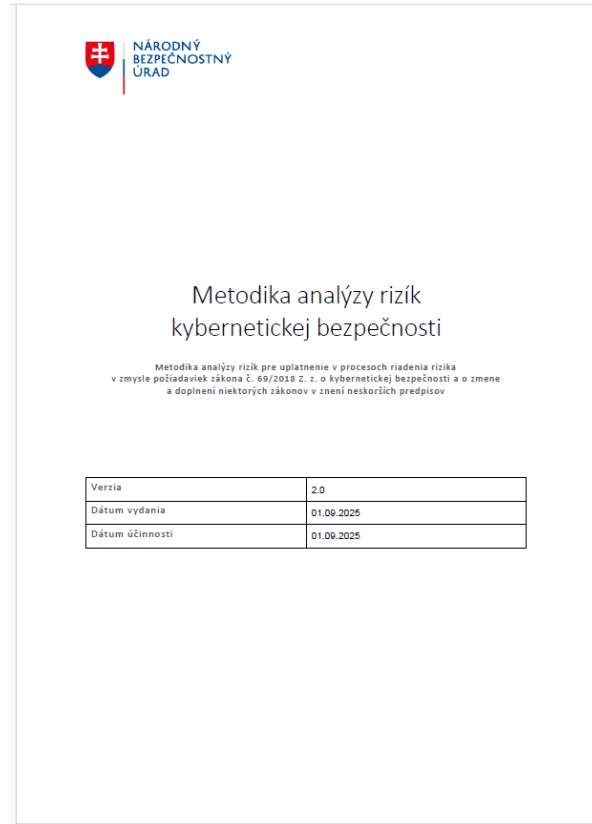 NÁRODNÝ
BEZPEČNOSTNÝ
ÚRAD
Metodika analýzy rizík
kybernetickej bezpečnosti
Metodika analýzy rizík pre uplatnenie v procesoch riadenia rizika
v zmysle požiadaviek zákona č. 69/2018 Z. z. o kybernetickej bezpečnosti a o zmene
a doplnení niektorých zákonov v znení neskorších predpisov
Verzia 2.0
Dátum vydania 01.09.2025
Dátum účinnosti 01.09.2025